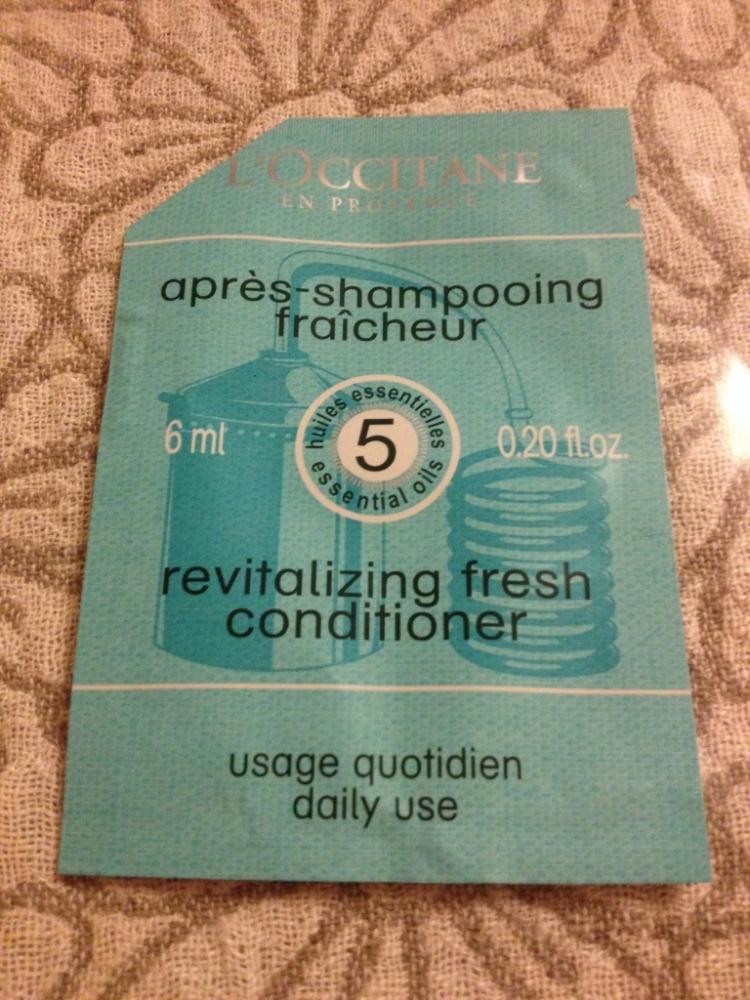 L'OCCITANE
EN PROVENCE
après-shampooing
fraîcheur
6 ml
huiles essentielles
5
essential oils
0.20 fl.oz.
revitalizing fresh
conditioner
usage quotidien
daily use